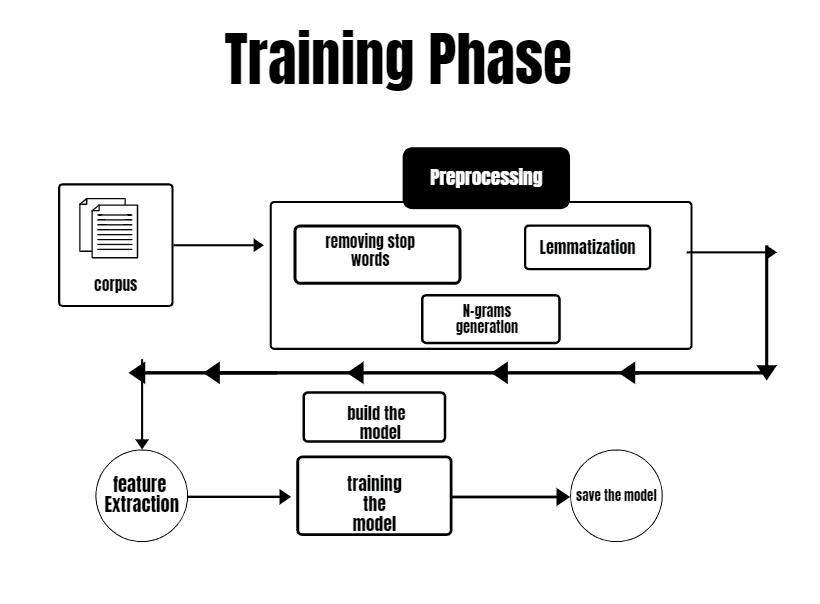 Training Phase
Preprocessing
corpus
removing stop
words
Lemmatization
N-grams
generation
build the
model
feature
Extraction
training
the
model
save the model